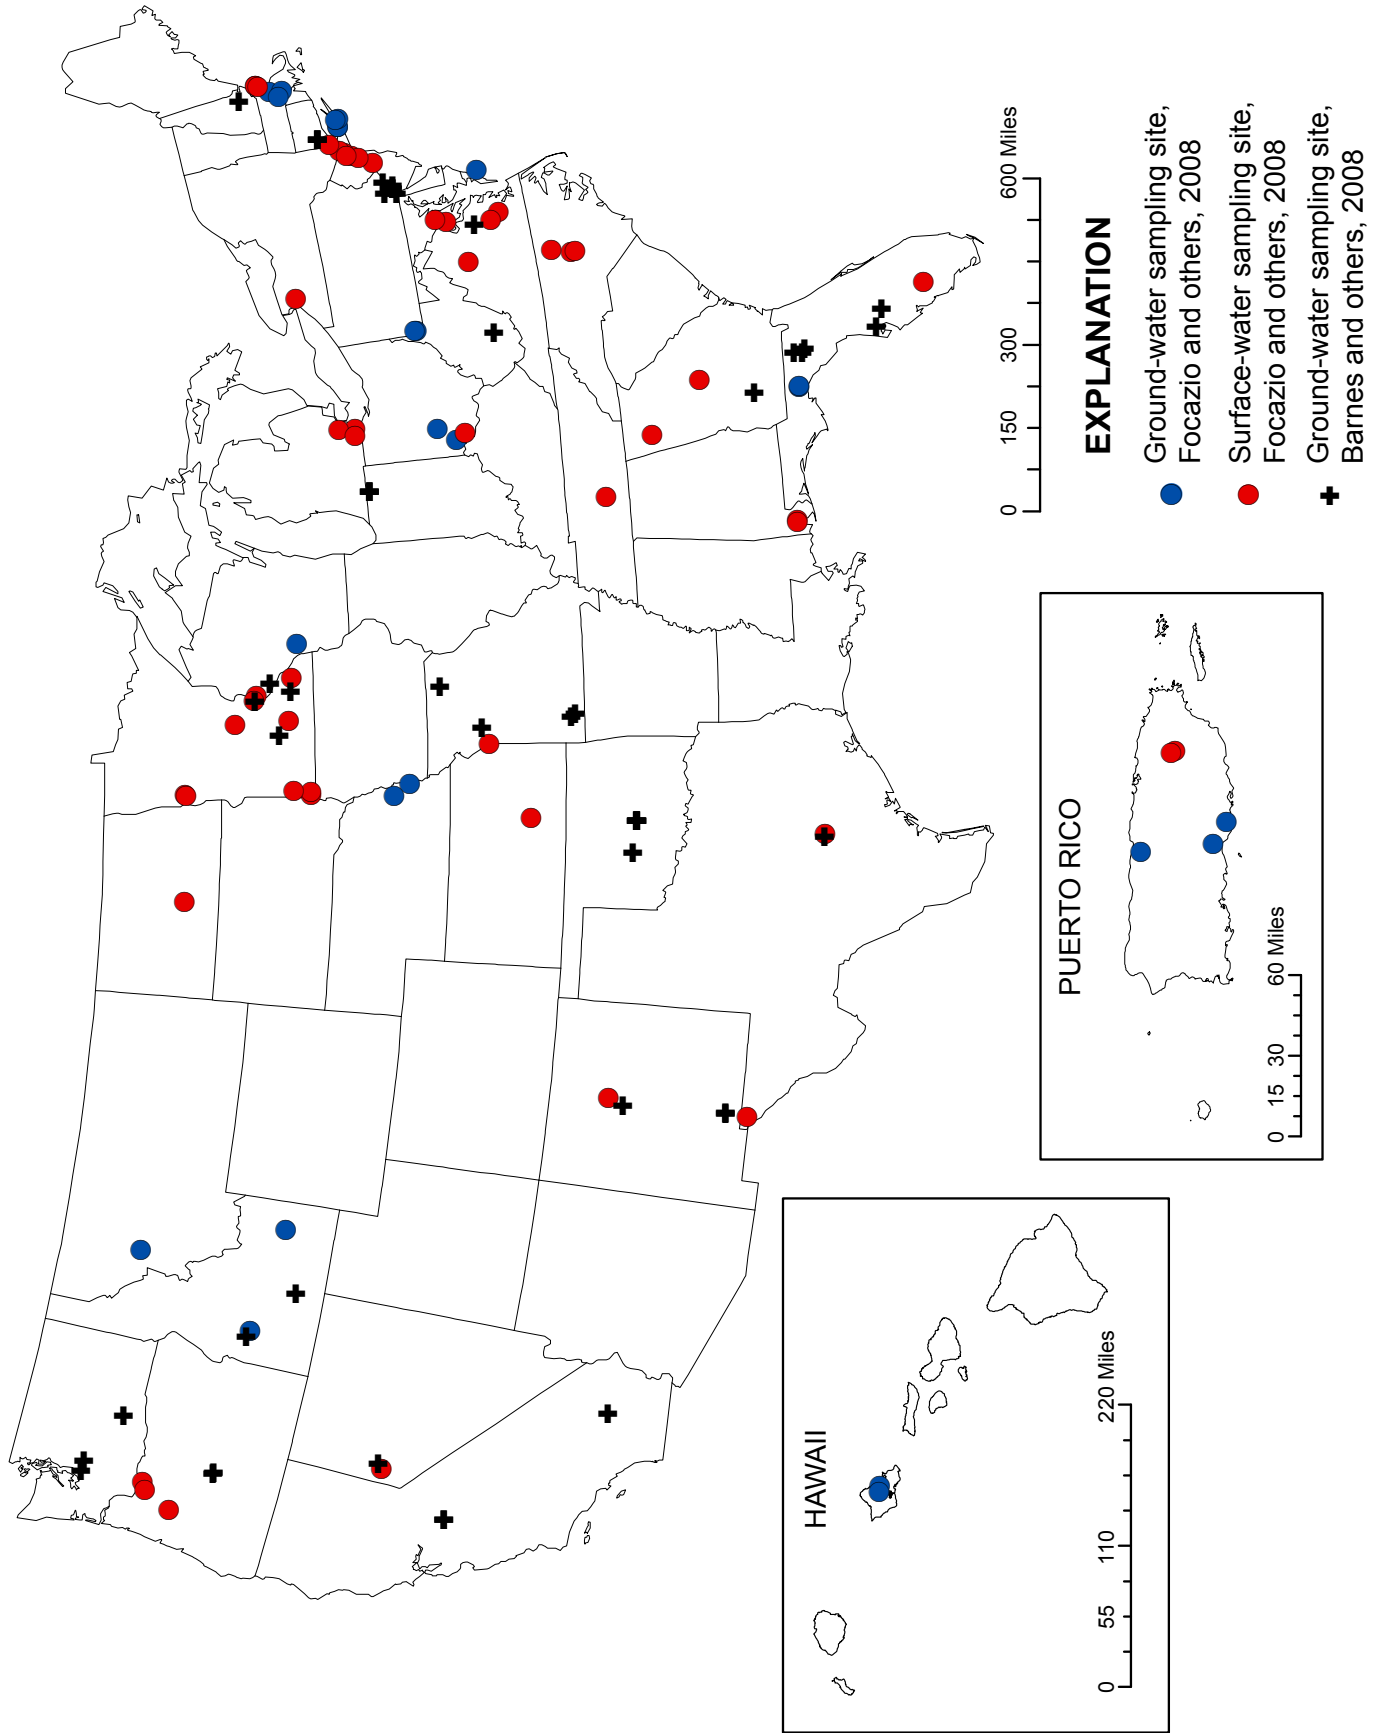 0 150 300 600 Miles
EXPLANATION
Ground-water sampling site,
Focazio and others, 2008
Surface-water sampling site,
Focazio and others, 2008
Ground-water sampling site,
Barnes and others, 2008
HAWAII
0 55 110 220 Miles
PUERTO RICO
0 15 30 60 Miles